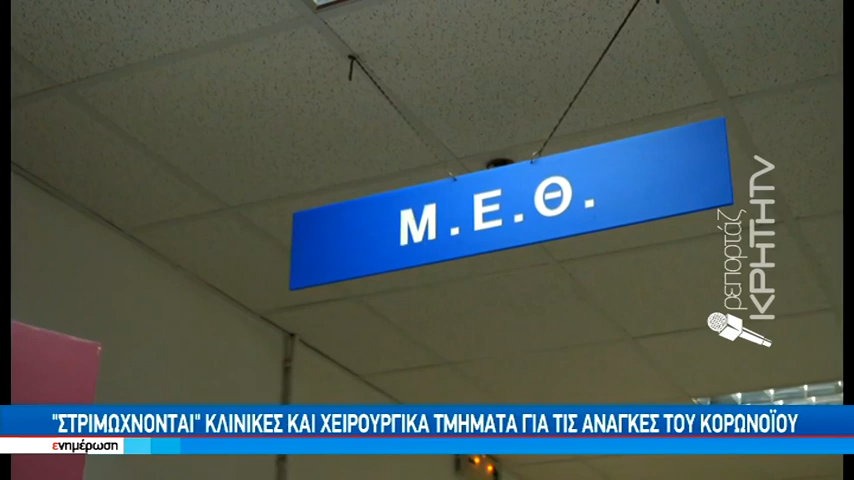 Μ.Ε.Θ.
ρεπορτάζ
ΚΡΗΤΗTV
"ΣΤΡΙΜΩΧΝΟΝΤΑΙ" ΚΛΙΝΙΚΕΣ ΚΑΙ ΧΕΙΡΟΥΡΓΙΚΑ ΤΜΗΜΑΤΑ ΓΙΑ ΤΙΣ ΑΝΑΓΚΕΣ ΤΟΥ ΚΟΡΩΝΟΪΟΥ
ενημέρωση